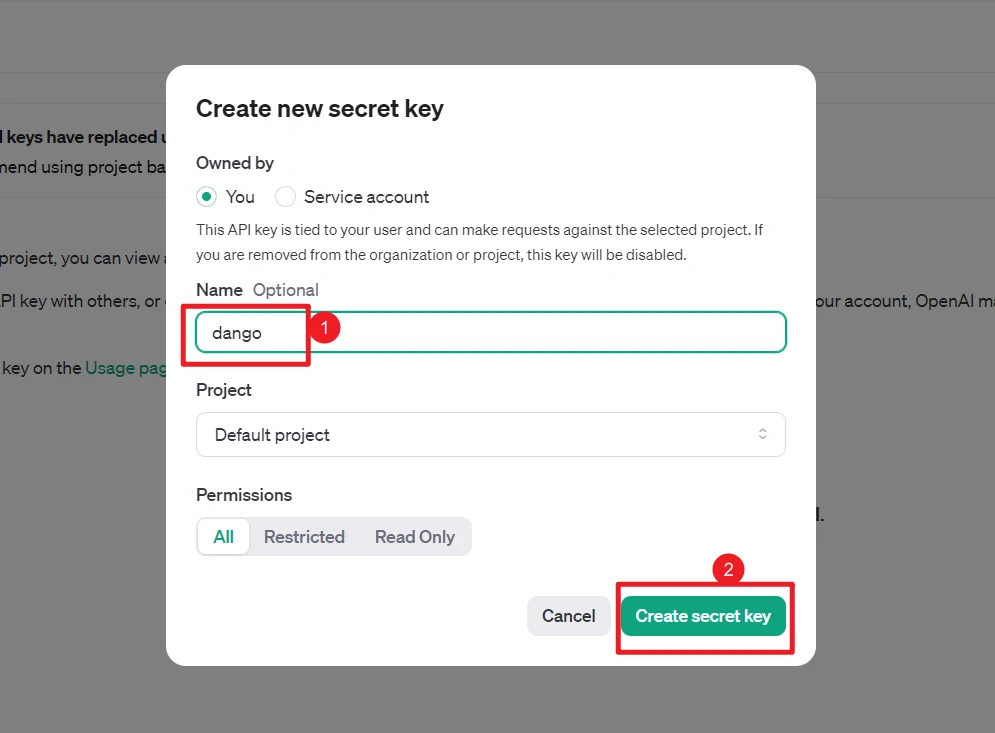 Create new secret key
I keys have replaced u
Owned by
mend using project ba
You Service account
This API key is tied to your user and can make requests against the selected project. If
you are removed from the organization or project, this key will be disabled.
project, you can view a
Name Optional
PI key with others, or
our account, OpenAI ma
dango
1
key on the Usage pag
Project
Default project
Permissions
l.
All Restricted Read Only
2
Cancel Create secret key